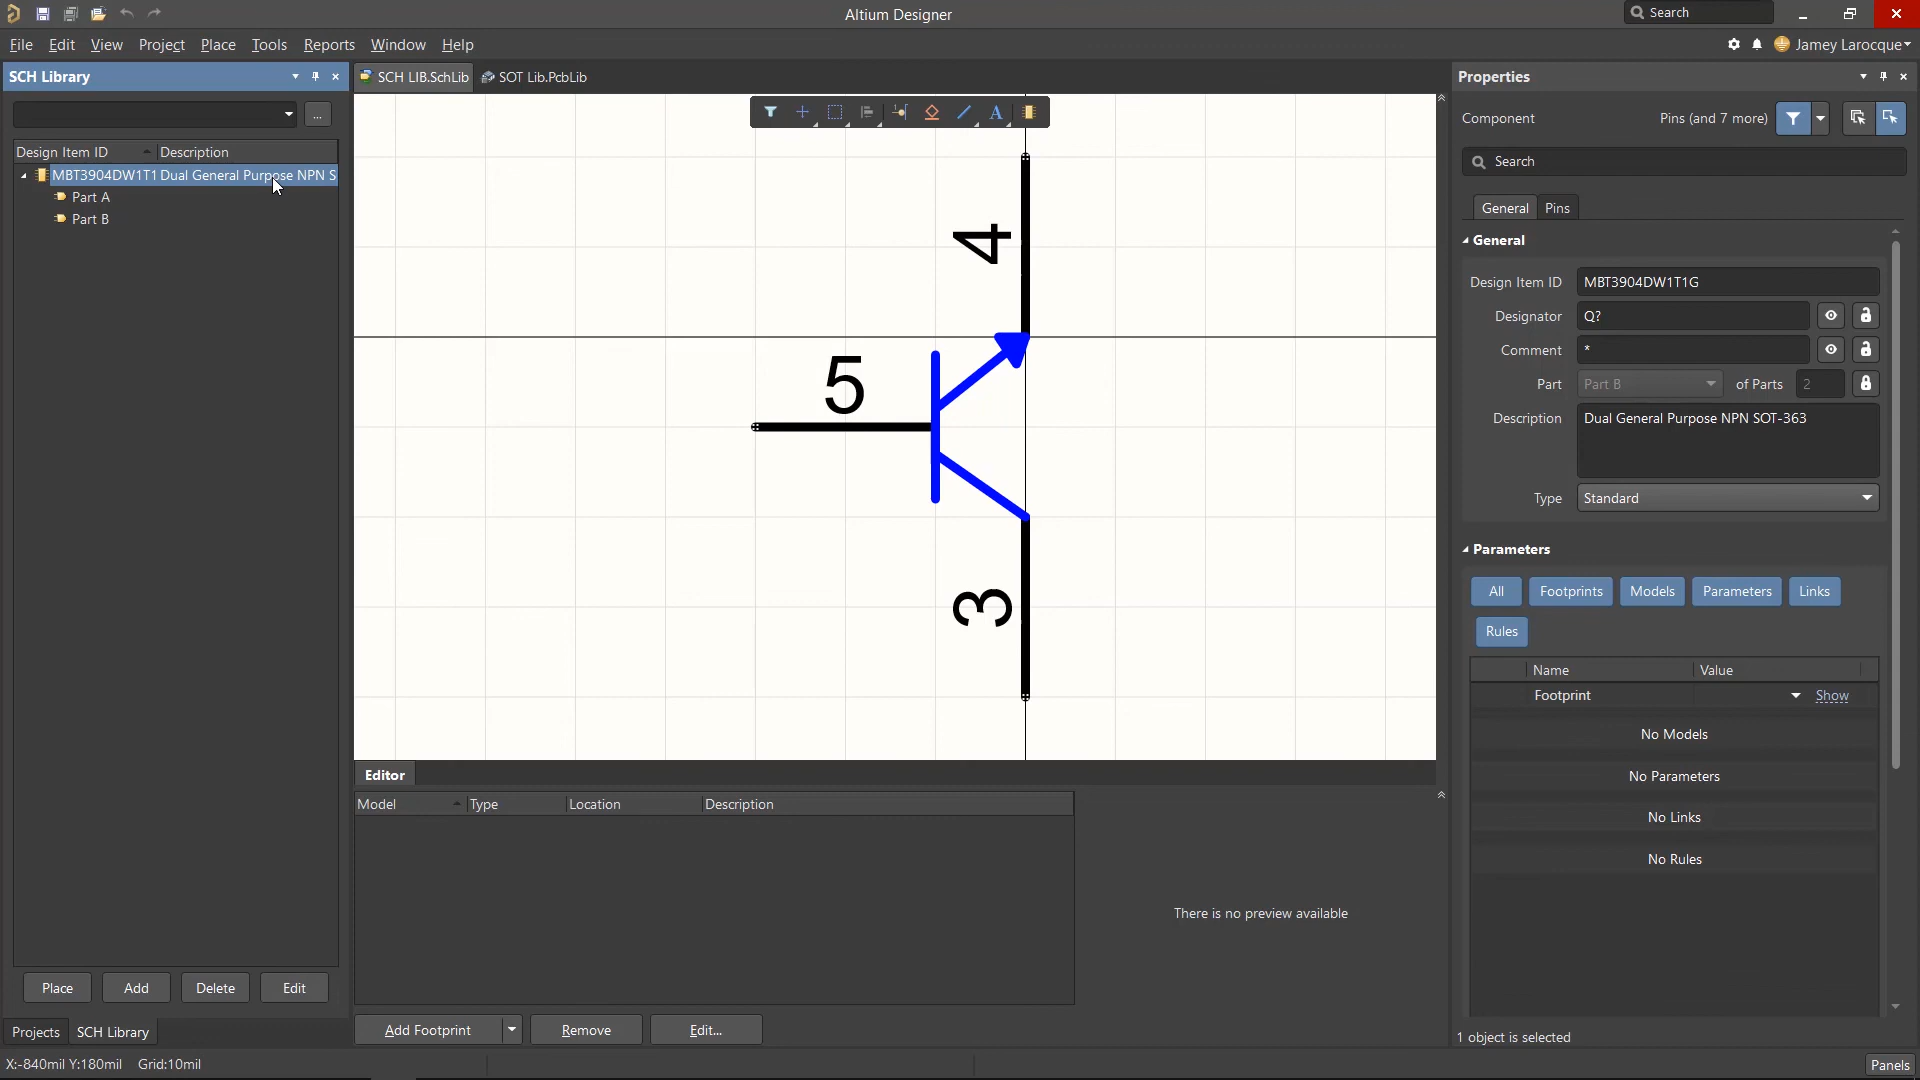 Altium Designer
Search
File Edit View Project Place Tools Reports Window Help
Jamey Larocque
SCH Library
SCH LIB.SchLib
SOT Lib.PcbLib
Properties
Component
Pins (and 7 more)
...
Search
Design Item ID Description
MBT3904DW1T1 Dual General Purpose NPN S
Part A
Part B
General Pins
General
Design Item ID MBT3904DW1T1G
Designator Q?
Comment *
Part Part B of Parts 2
Description Dual General Purpose NPN SOT-363
Type Standard
4
5
3
Parameters
All Footprints Models Parameters Links
Rules
Name Value
Footprint Show
No Models
No Parameters
No Links
No Rules
Editor
Model Type Location Description
There is no preview available
Place Add Delete Edit
Add Footprint Remove Edit...
Projects SCH Library
1 object is selected
X:-840mil Y:180mil Grid:10mil
Panels